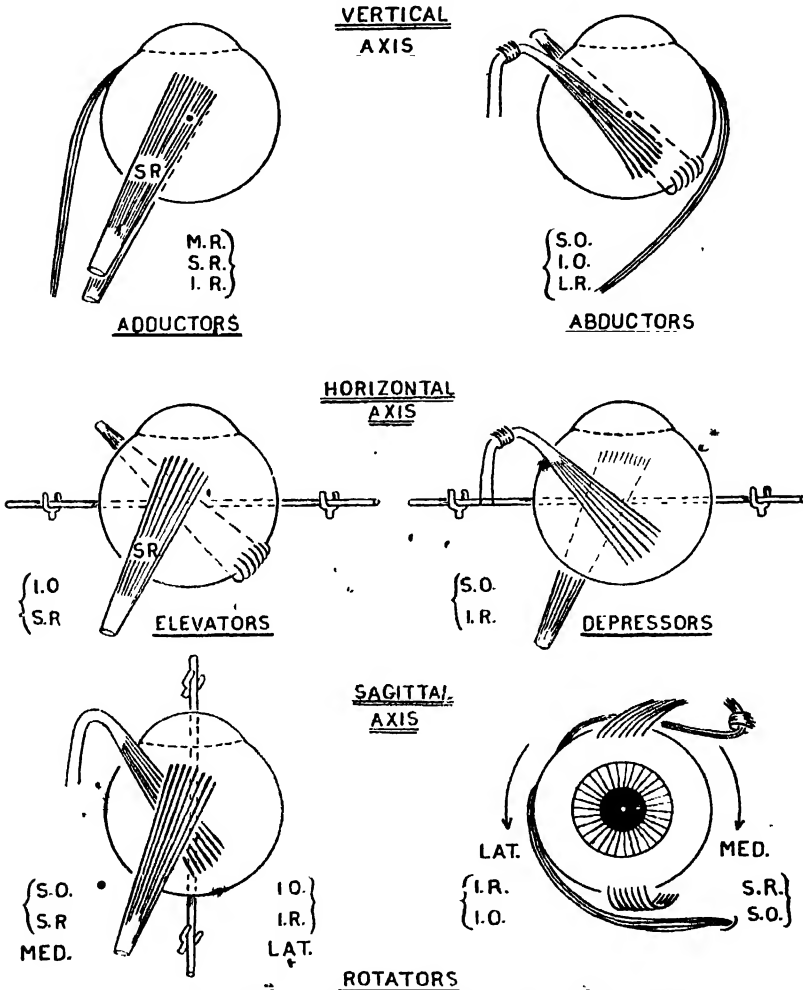 VERTICAL
AXIS
SR
M.R.
S.R.
I. R.
ADDUCTORS
S.O.
I.O.
L.R.
ABDUCTORS
HORIZONTAL
AXIS
SR
I.O
S.R
ELEVATORS
S.O.
I.R.
DEPRESSORS
SAGITTAL
AXIS
S.O.
S.R
MED.
I O.
I.R.
LAT.
LAT.
MED.
I.R.
I.O.
S.R.
S.O.
ROTATORS